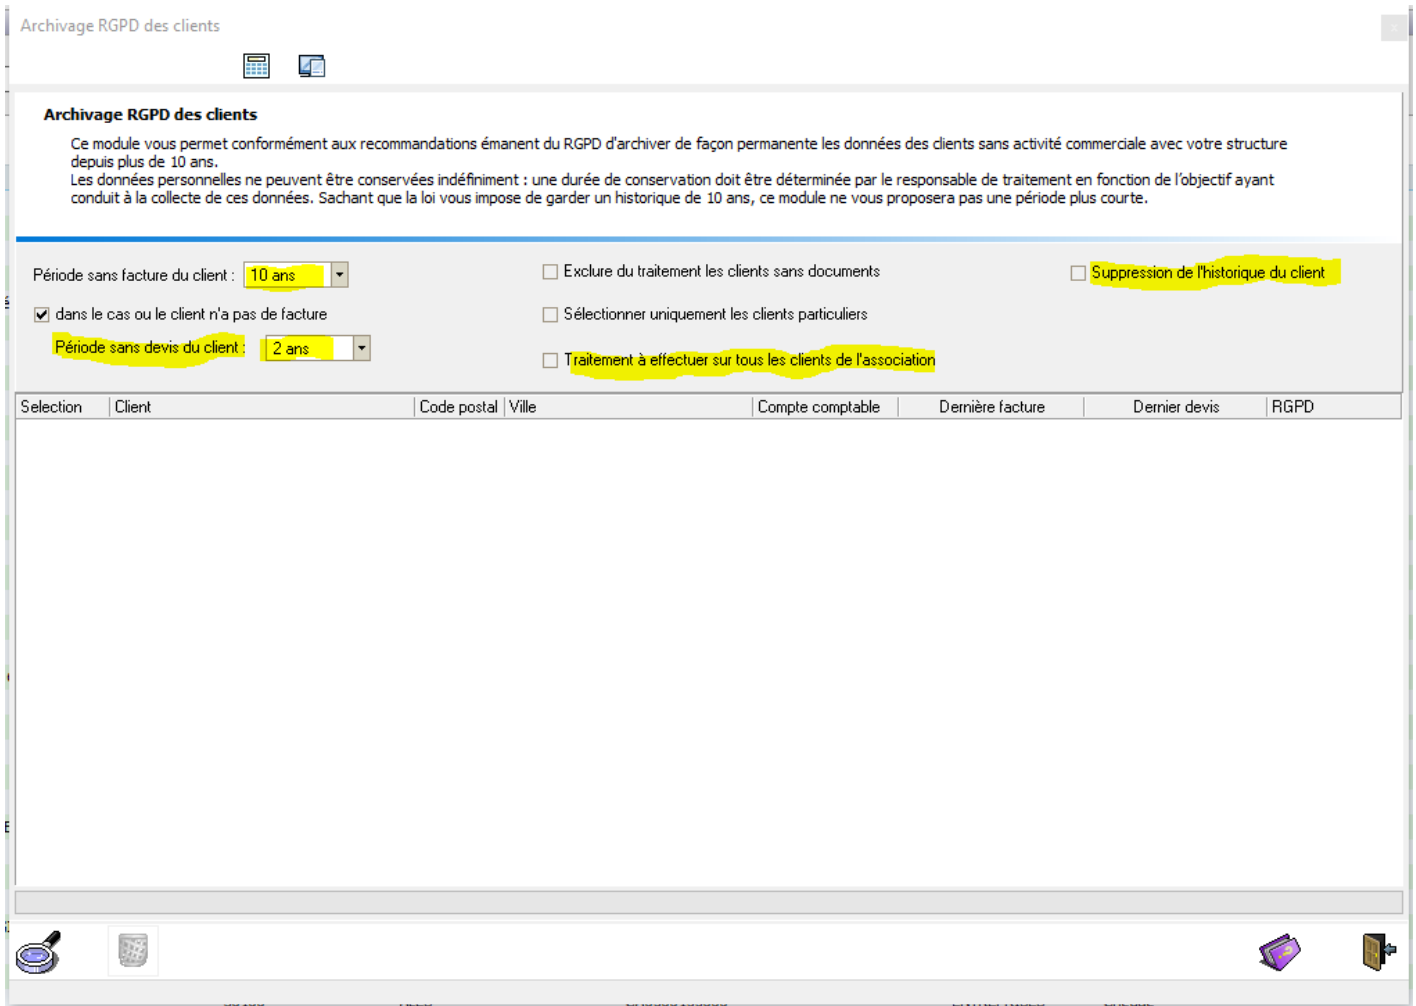 Archivage RGPD des clients
Archivage RGPD des clients
Ce module vous permet conformément aux recommandations émanent du RGPD d'archiver de façon permanente les données des clients sans activité commerciale avec votre structure
depuis plus de 10 ans.
Les données personnelles ne peuvent être conservées indéfiniment : une durée de conservation doit être déterminée par le responsable de traitement en fonction de l'objectif ayant
conduit à la collecte de ces données. Sachant que la loi vous impose de garder un historique de 10 ans, ce module ne vous proposera pas une période plus courte.
Période sans facture du client : 10 ans
Exclure du traitement les clients sans documents
Suppression de l'historique du client
dans le cas ou le client n'a pas de facture
Sélectionner uniquement les clients particuliers
Période sans devis du client : 2 ans
Traitement à effectuer sur tous les clients de l'association
Selection Client Code postal Ville Compte comptable Dernière facture Dernier devis RGPD